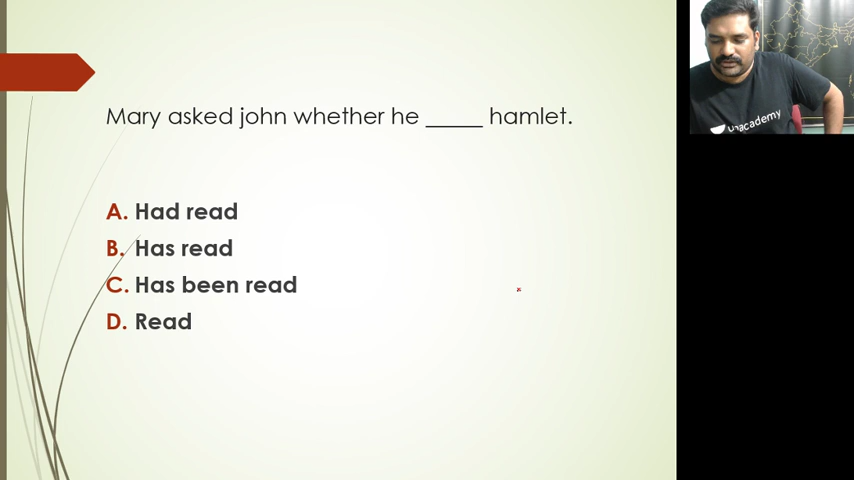 Mary asked john whether he _____ hamlet.
A. Had read
B. Has read
C. Has been read
D. Read
unacademy